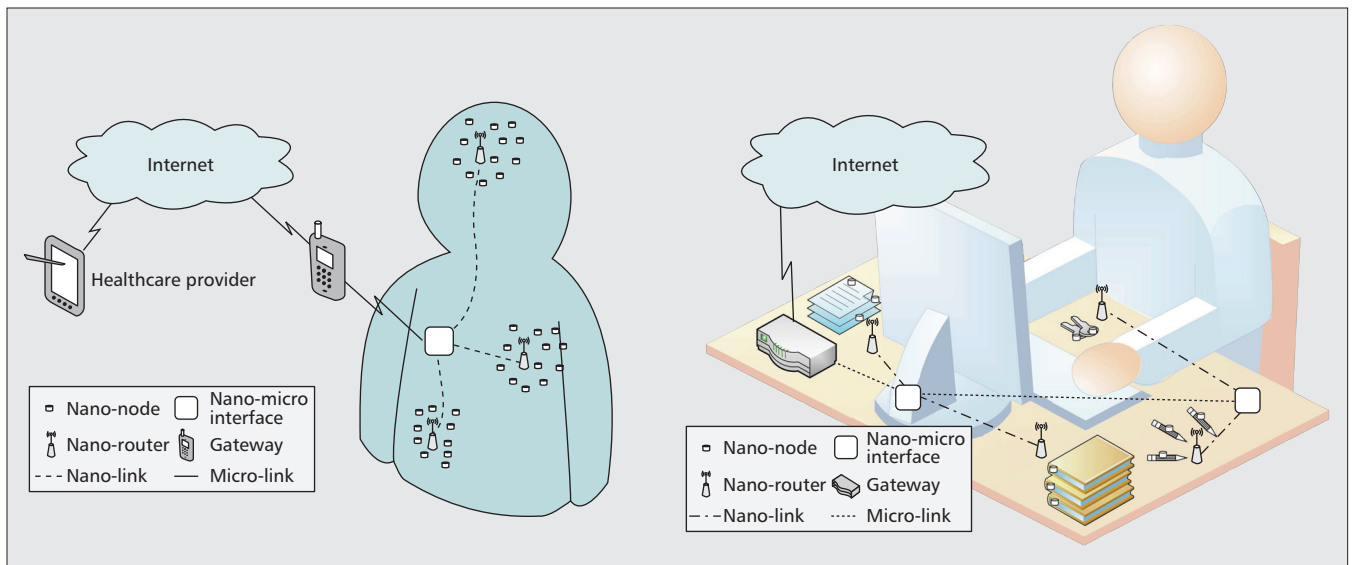 Internet
Healthcare provider
Nano-node
Nano-micro
interface
Nano-router
Gateway
Nano-link
Micro-link
Internet
Nano-node
Nano-micro
interface
Nano-router
Gateway
Nano-link
Micro-link